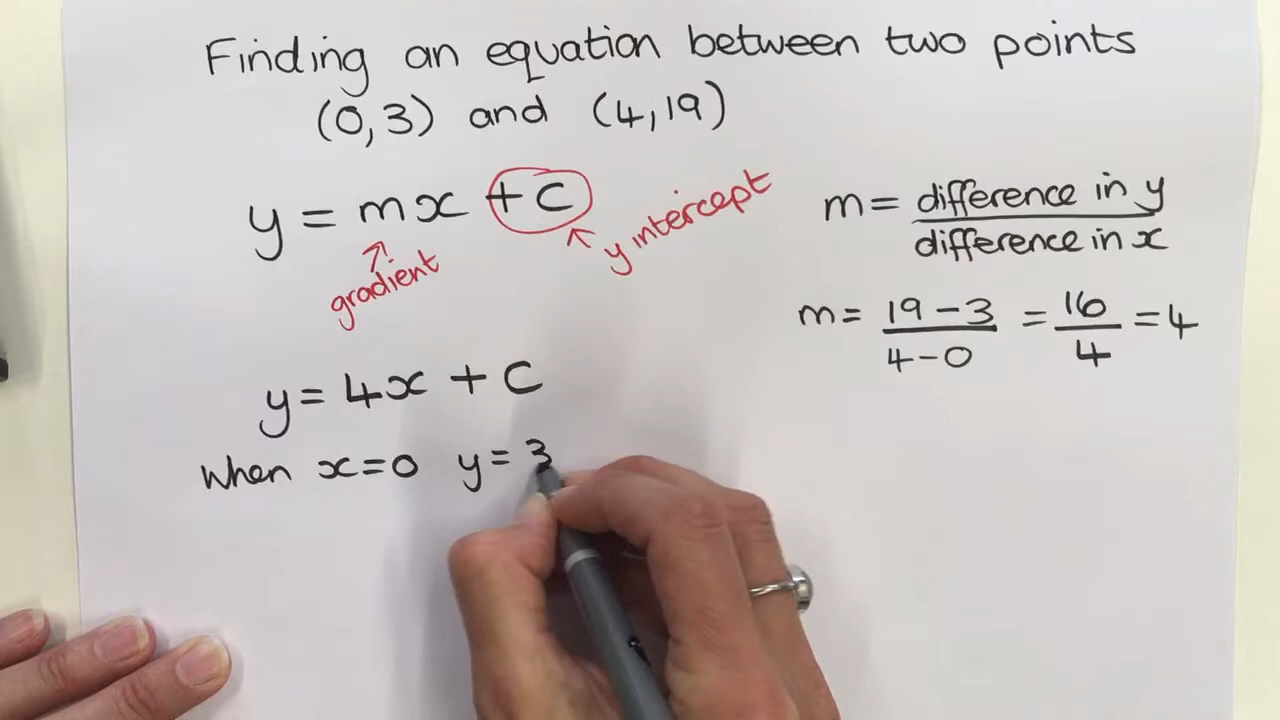 Finding an equation between two points
(0,3) and (4,19)
y = mx + c
gradient
y intercept
m = difference in y
difference in x
m = 19 - 3 = 16 = 4
4 - 0 4
y = 4x + c
when x = 0 y = 3